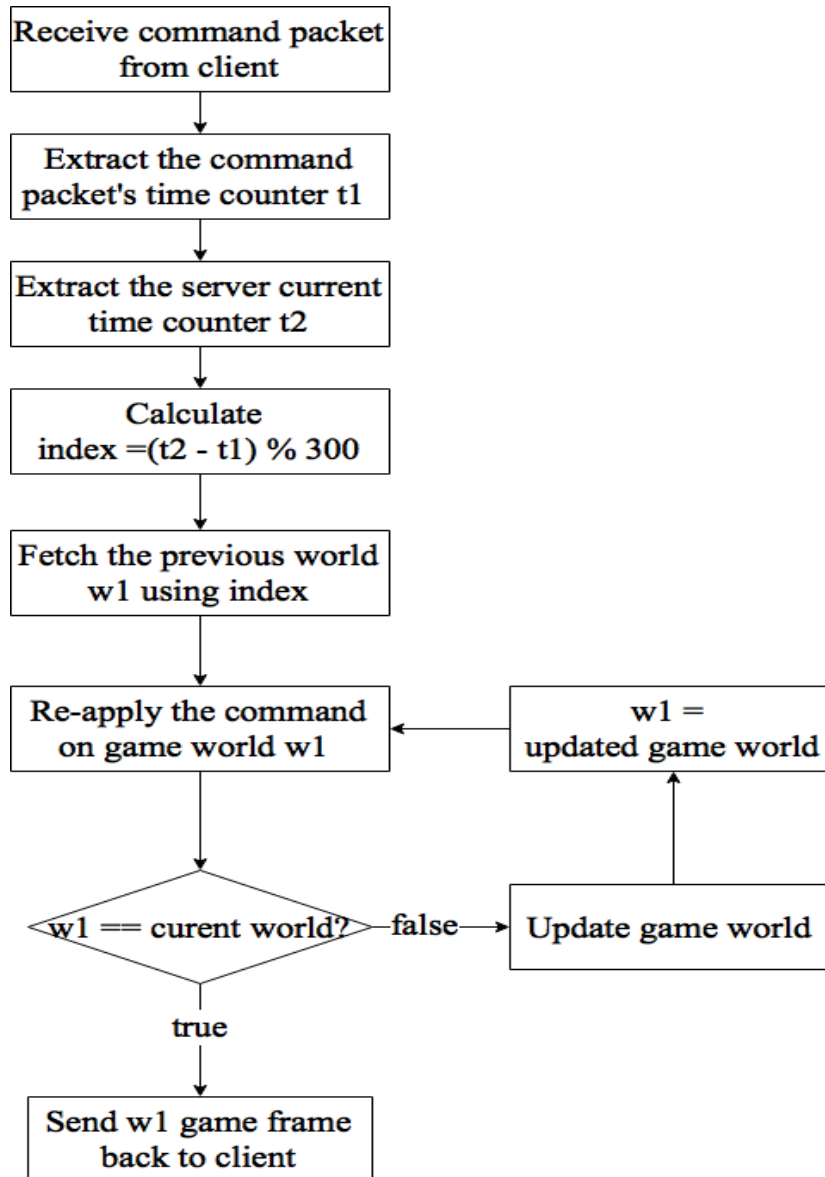 Receive command packet
from client
Extract the command
packet's time counter t1
Extract the server current
time counter t2
Calculate
index =(t2 - t1) % 300
Fetch the previous world
w1 using index
Re-apply the command
on game world w1
w1 =
updated game world
w1 == curent world?
false
Update game world
true
Send w1 game frame
back to client